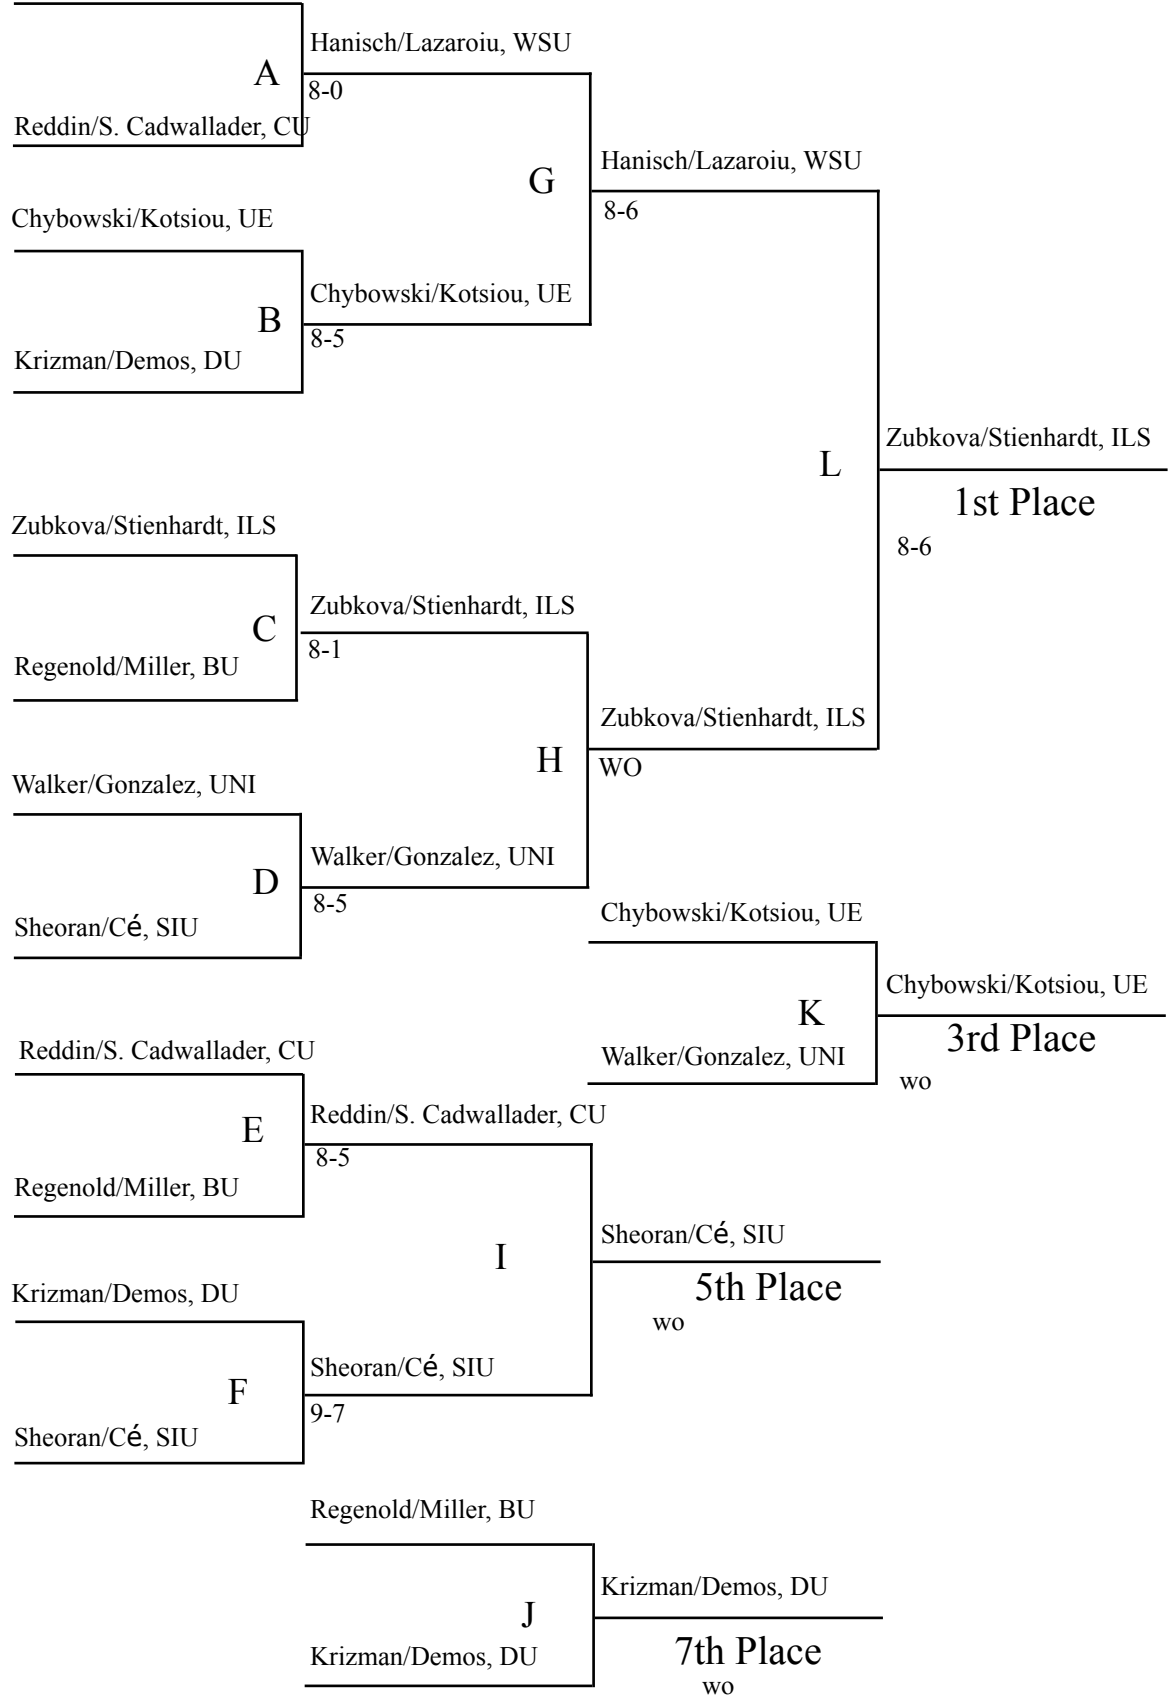 Hanisch/Lazaroiu, WSU
A
8-0
Reddin/S. Cadwallader, CU
Hanisch/Lazaroiu, WSU
G
8-6
Chybowski/Kotsiou, UE
Chybowski/Kotsiou, UE
B
8-5
Krizman/Demos, DU
Zubkova/Stienhardt, ILS
L
1st Place
8-6
Zubkova/Stienhardt, ILS
Zubkova/Stienhardt, ILS
C
8-1
Regenold/Miller, BU
Zubkova/Stienhardt, ILS
H
WO
Walker/Gonzalez, UNI
Walker/Gonzalez, UNI
D
8-5
Sheoran/Cé, SIU
Chybowski/Kotsiou, UE
Chybowski/Kotsiou, UE
K
3rd Place
Walker/Gonzalez, UNI
wo
Reddin/S. Cadwallader, CU
Reddin/S. Cadwallader, CU
E
8-5
Regenold/Miller, BU
Sheoran/Cé, SIU
I
5th Place
wo
Krizman/Demos, DU
Sheoran/Cé, SIU
F
9-7
Sheoran/Cé, SIU
Regenold/Miller, BU
Krizman/Demos, DU
J
7th Place
Krizman/Demos, DU
wo